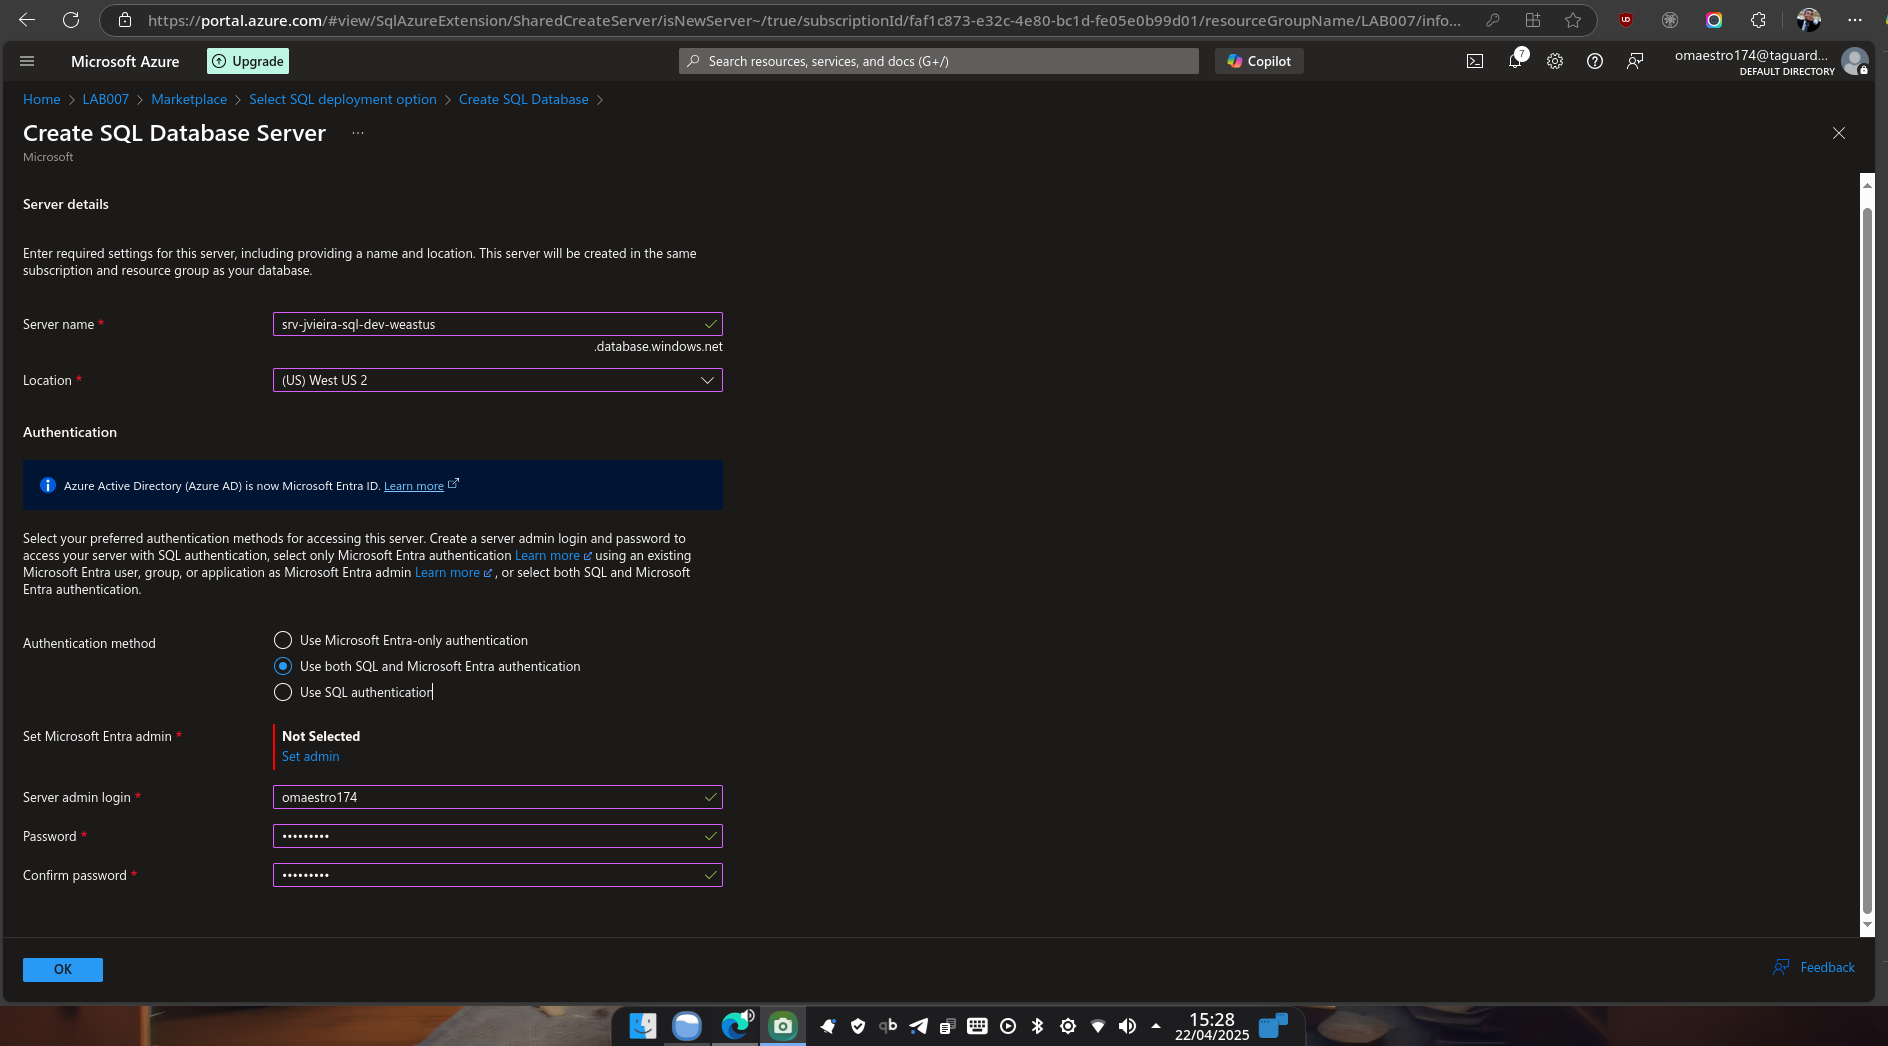 https://portal.azure.com/#view/SqlAzureExtension/SharedCreateServer/isNewServer~/true/subscriptionId/faf1c873-e32c-4e80-bc1d-fe05e0b99d01/resourceGroupName/LAB007/info...
Microsoft Azure
Upgrade
Search resources, services, and docs (G+/)
Copilot
7
omaestro174@taguard...
DEFAULT DIRECTORY
Home > LAB007 > Marketplace > Select SQL deployment option > Create SQL Database >
Create SQL Database Server ...
Microsoft
Server details
Enter required settings for this server, including providing a name and location. This server will be created in the same
subscription and resource group as your database.
Server name *
srv-jvieira-sql-dev-weastus
.database.windows.net
Location *
(US) West US 2
Authentication
Azure Active Directory (Azure AD) is now Microsoft Entra ID. Learn more
Select your preferred authentication methods for accessing this server. Create a server admin login and password to
access your server with SQL authentication, select only Microsoft Entra authentication Learn more using an existing
Microsoft Entra user, group, or application as Microsoft Entra admin Learn more , or select both SQL and Microsoft
Entra authentication.
Authentication method
Use Microsoft Entra-only authentication
Use both SQL and Microsoft Entra authentication
Use SQL authentication
Set Microsoft Entra admin *
Not Selected
Set admin
Server admin login *
omaestro174
Password *
•••••••••
Confirm password *
•••••••••
OK
Feedback
qb
15:28
22/04/2025